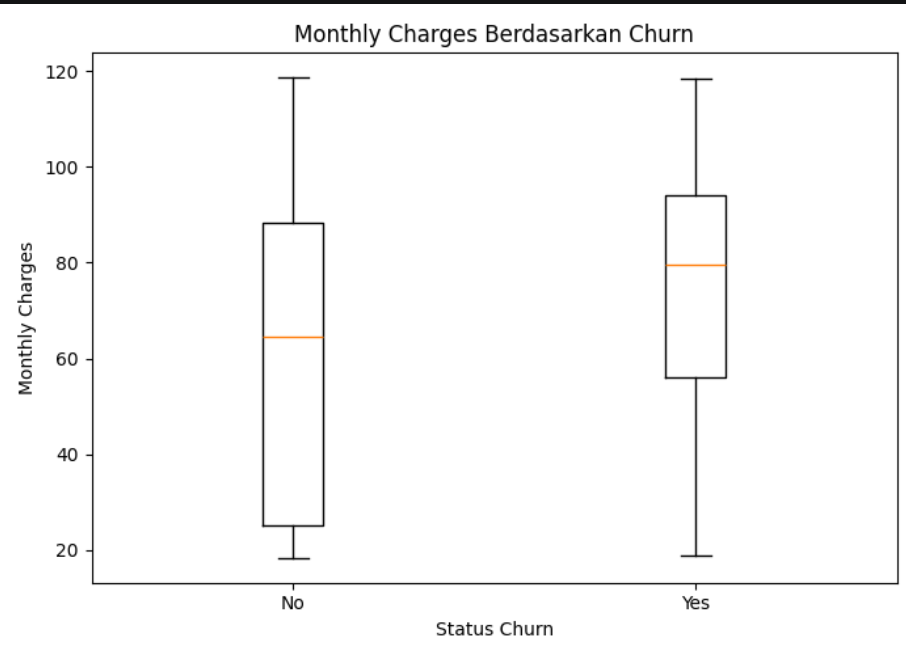 Monthly Charges Berdasarkan Churn
120
100
80
60
40
20
Monthly Charges
No
Yes
Status Churn